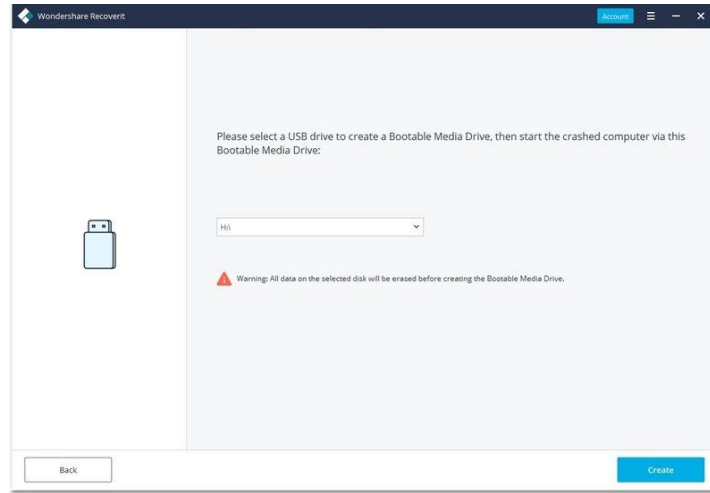 Wondershare Recoverit
Account
Please select a USB drive to create a Bootable Media Drive, then start the crashed computer via this
Bootable Media Drive:
H:\
Warning: All data on the selected disk will be erased before creating the Bootable Media Drive.
Back
Create